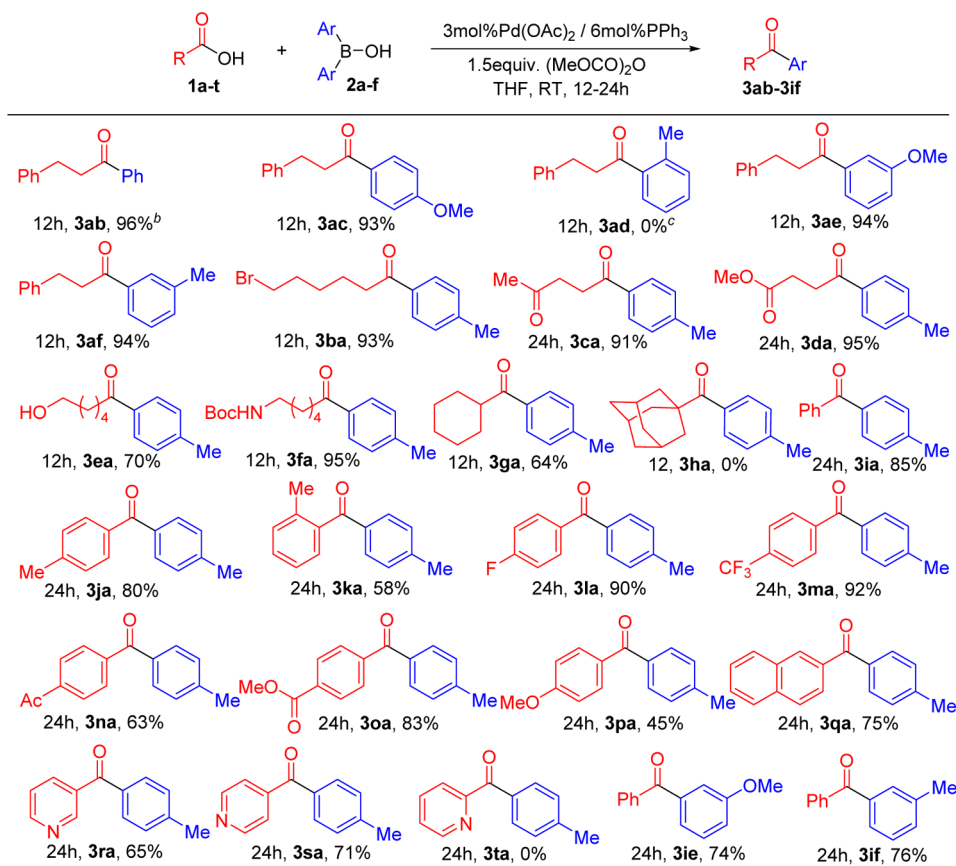 O
R
OH
1a-t
+
Ar
B-OH
Ar
2a-f
3mol%Pd(OAc)2 / 6mol%PPh3
1.5equiv. (MeOCO)2O
THF, RT, 12-24h
O
R
Ar
3ab-3if
O
Ph
Ph
12h, 3ab, 96%b
O
Ph
OMe
12h, 3ac, 93%
O
Me
Ph
12h, 3ad, 0%c
O
OMe
Ph
12h, 3ae, 94%
O
Me
Ph
12h, 3af, 94%
O
Br
Me
12h, 3ba, 93%
O
Me
O
Me
24h, 3ca, 91%
O
MeO
O
Me
24h, 3da, 95%
O
HO
( )4
Me
12h, 3ea, 70%
O
BocHN
( )4
Me
12h, 3fa, 95%
O
Me
12h, 3ga, 64%
O
Me
12, 3ha, 0%
O
Ph
Me
24h, 3ia, 85%
O
Me
Me
24h, 3ja, 80%
Me
O
Me
24h, 3ka, 58%
O
F
Me
24h, 3la, 90%
O
CF3
Me
24h, 3ma, 92%
O
Ac
Me
24h, 3na, 63%
O
MeO
O
Me
24h, 3oa, 83%
O
MeO
Me
24h, 3pa, 45%
O
Me
24h, 3qa, 75%
O
N
Me
24h, 3ra, 65%
O
N
Me
24h, 3sa, 71%
O
N
Me
24h, 3ta, 0%
O
Ph
OMe
24h, 3ie, 74%
O
Ph
Me
24h, 3if, 76%